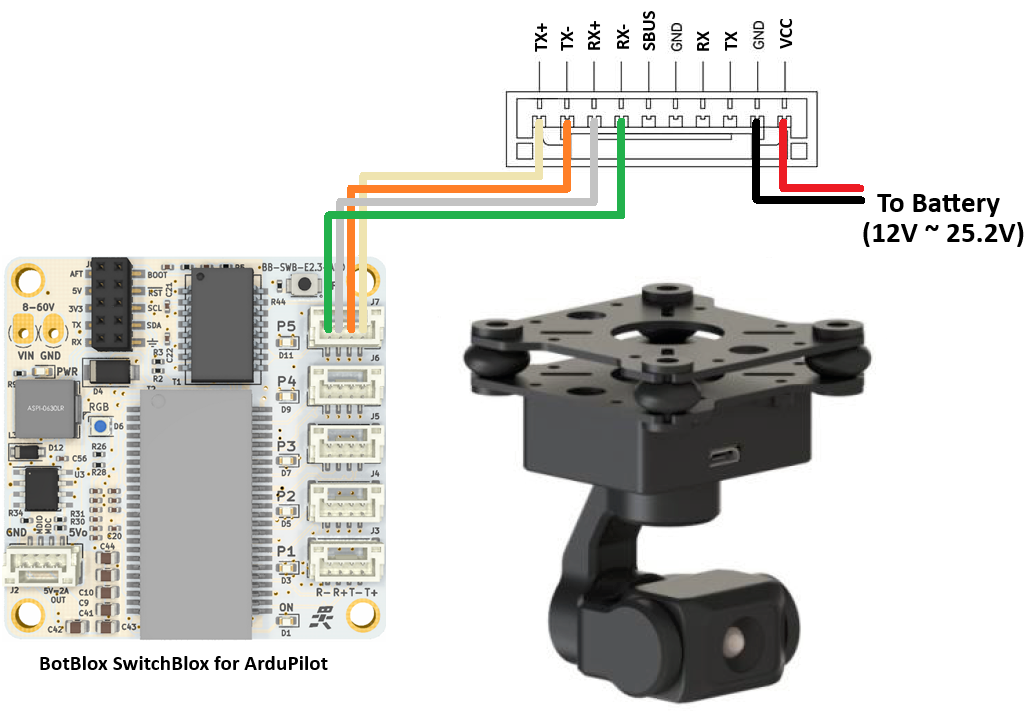 TX+ TX- RX+ RX- SBUS GND RX TX GND VCC
To Battery
(12V ~ 25.2V)
BB-SWB-E2.3
AFT BOOT
5V RST
3V3 SCL
TX SDA
RX
8-60V
VIN GND
PWR
D4
C21
C22
R3
R2
T1
R44
J7
P5
D11
J6
P4
D9
J5
P3
D7
J4
P2
D5
J3
P1
D3
R- R+ T- T+
ON
D1
ASPI-D630LR
RGB
D6
D12
C56
R26
R28
U3
R34
R31
R30
GND MDIO MDC 5Vo
C20
C44
J2
5V=2A
OUT
C10
C9
C41
C42
C43
BotBlox SwitchBlox for ArduPilot